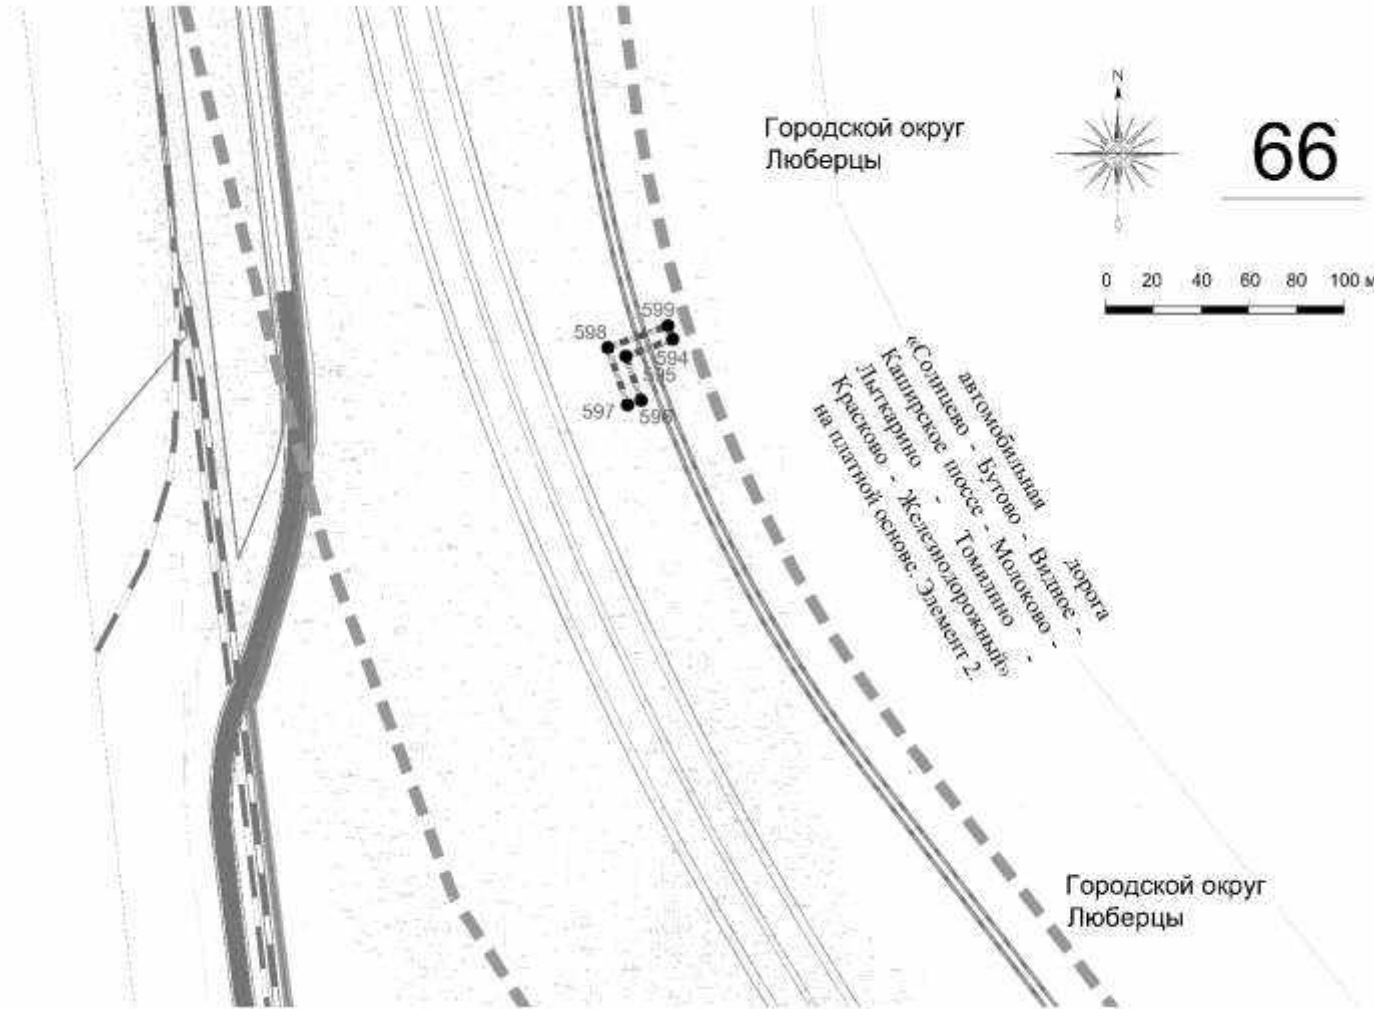 Городской округ
Люберцы
N
66
0 20 40 60 80 100 м
599
598
594
595
597
596
автомобильная дорога
«Солнцево - Бутово - Видное -
Каширское шоссе - Молоково -
Лыткарино - Томилино -
Красково - Железнодорожный»
на платной основе. Элемент 2.
Городской округ
Люберцы